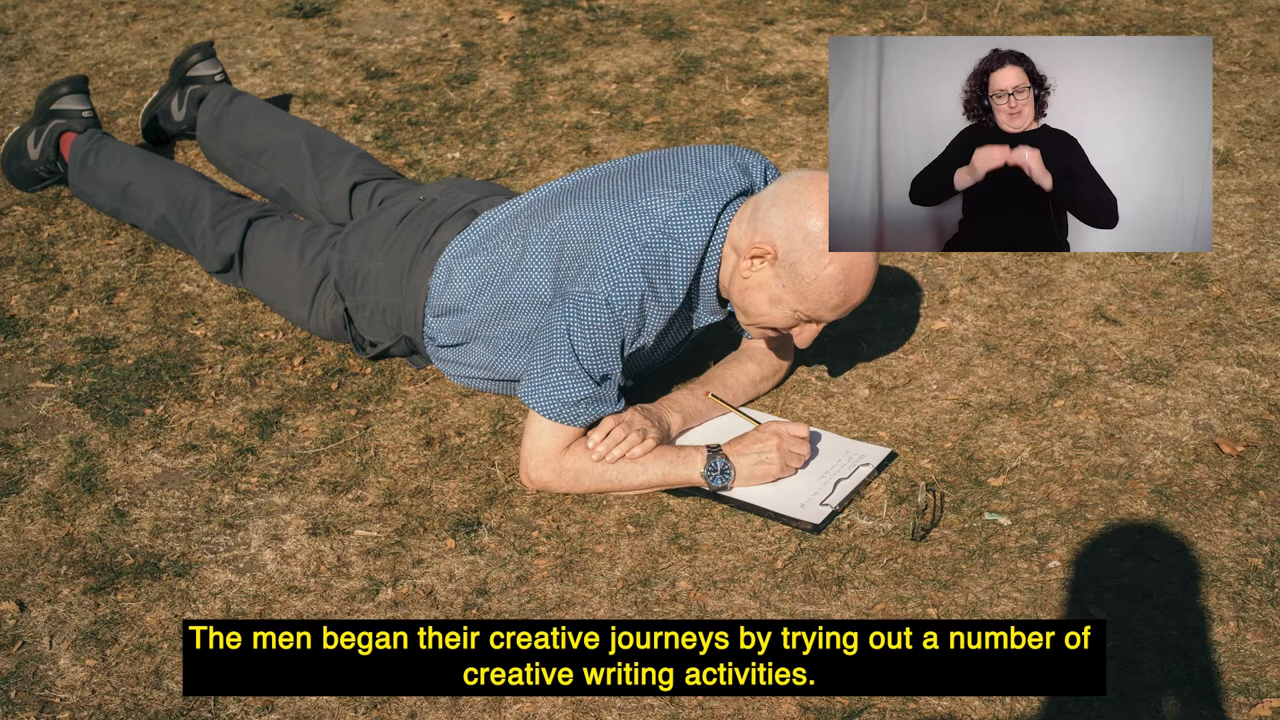 The men began their creative journeys by trying out a number of
creative writing activities.